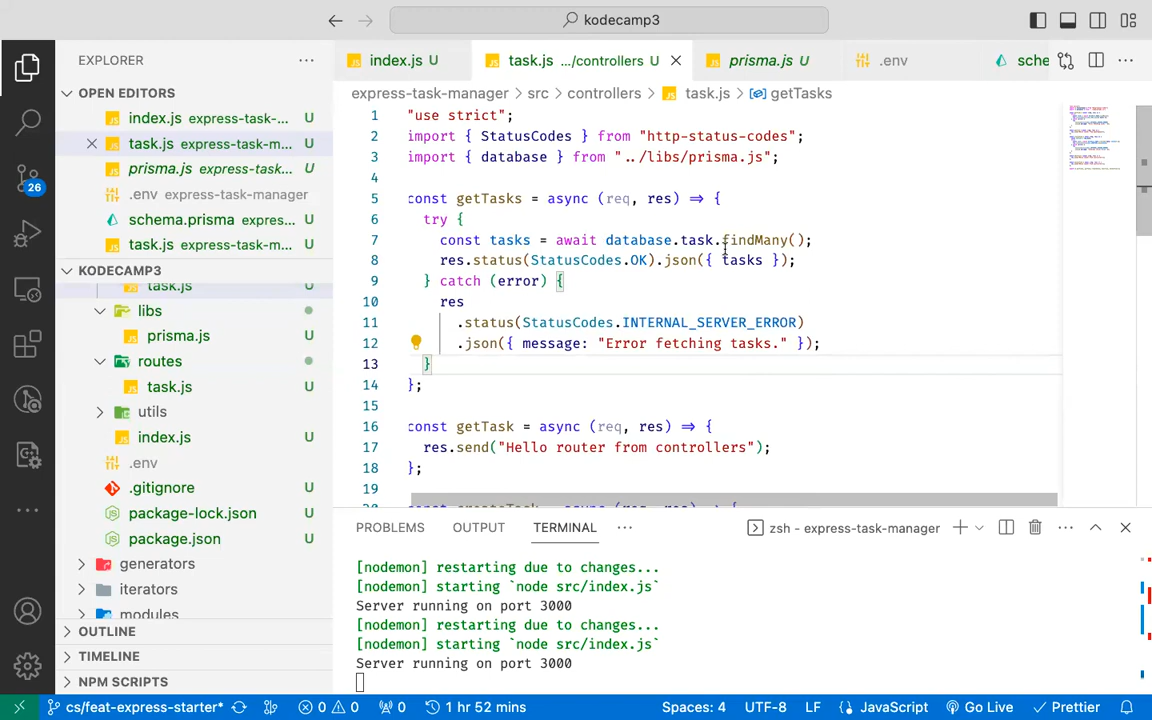 kodecamp3
EXPLORER
index.js U
task.js .../controllers U
prisma.js U
.env
sche
OPEN EDITORS
index.js express-task-... U
task.js express-task-m... U
prisma.js express-task... U
.env express-task-manager
schema.prisma expres... U
task.js express-task-m... U
KODECAMP3
task.js U
libs
prisma.js U
routes
task.js U
utils
index.js U
.env
.gitignore U
package-lock.json U
package.json U
generators
iterators
modules
OUTLINE
TIMELINE
NPM SCRIPTS
26
express-task-manager > src > controllers > task.js > getTasks
1 "use strict";
2 import { StatusCodes } from "http-status-codes";
3 import { database } from "../libs/prisma.js";
4
5 const getTasks = async (req, res) => {
6 try {
7 const tasks = await database.task.findMany();
8 res.status(StatusCodes.OK).json({ tasks });
9 } catch (error) {
10 res
11 .status(StatusCodes.INTERNAL_SERVER_ERROR)
12 .json({ message: "Error fetching tasks." });
13 }
14 };
15
16 const getTask = async (req, res) => {
17 res.send("Hello router from controllers");
18 };
19
PROBLEMS OUTPUT TERMINAL
zsh - express-task-manager
[nodemon] restarting due to changes...
[nodemon] starting `node src/index.js`
Server running on port 3000
[nodemon] restarting due to changes...
[nodemon] starting `node src/index.js`
Server running on port 3000
cs/feat-express-starter* 0 0 0 1 hr 52 mins Spaces: 4 UTF-8 LF JavaScript Go Live Prettier